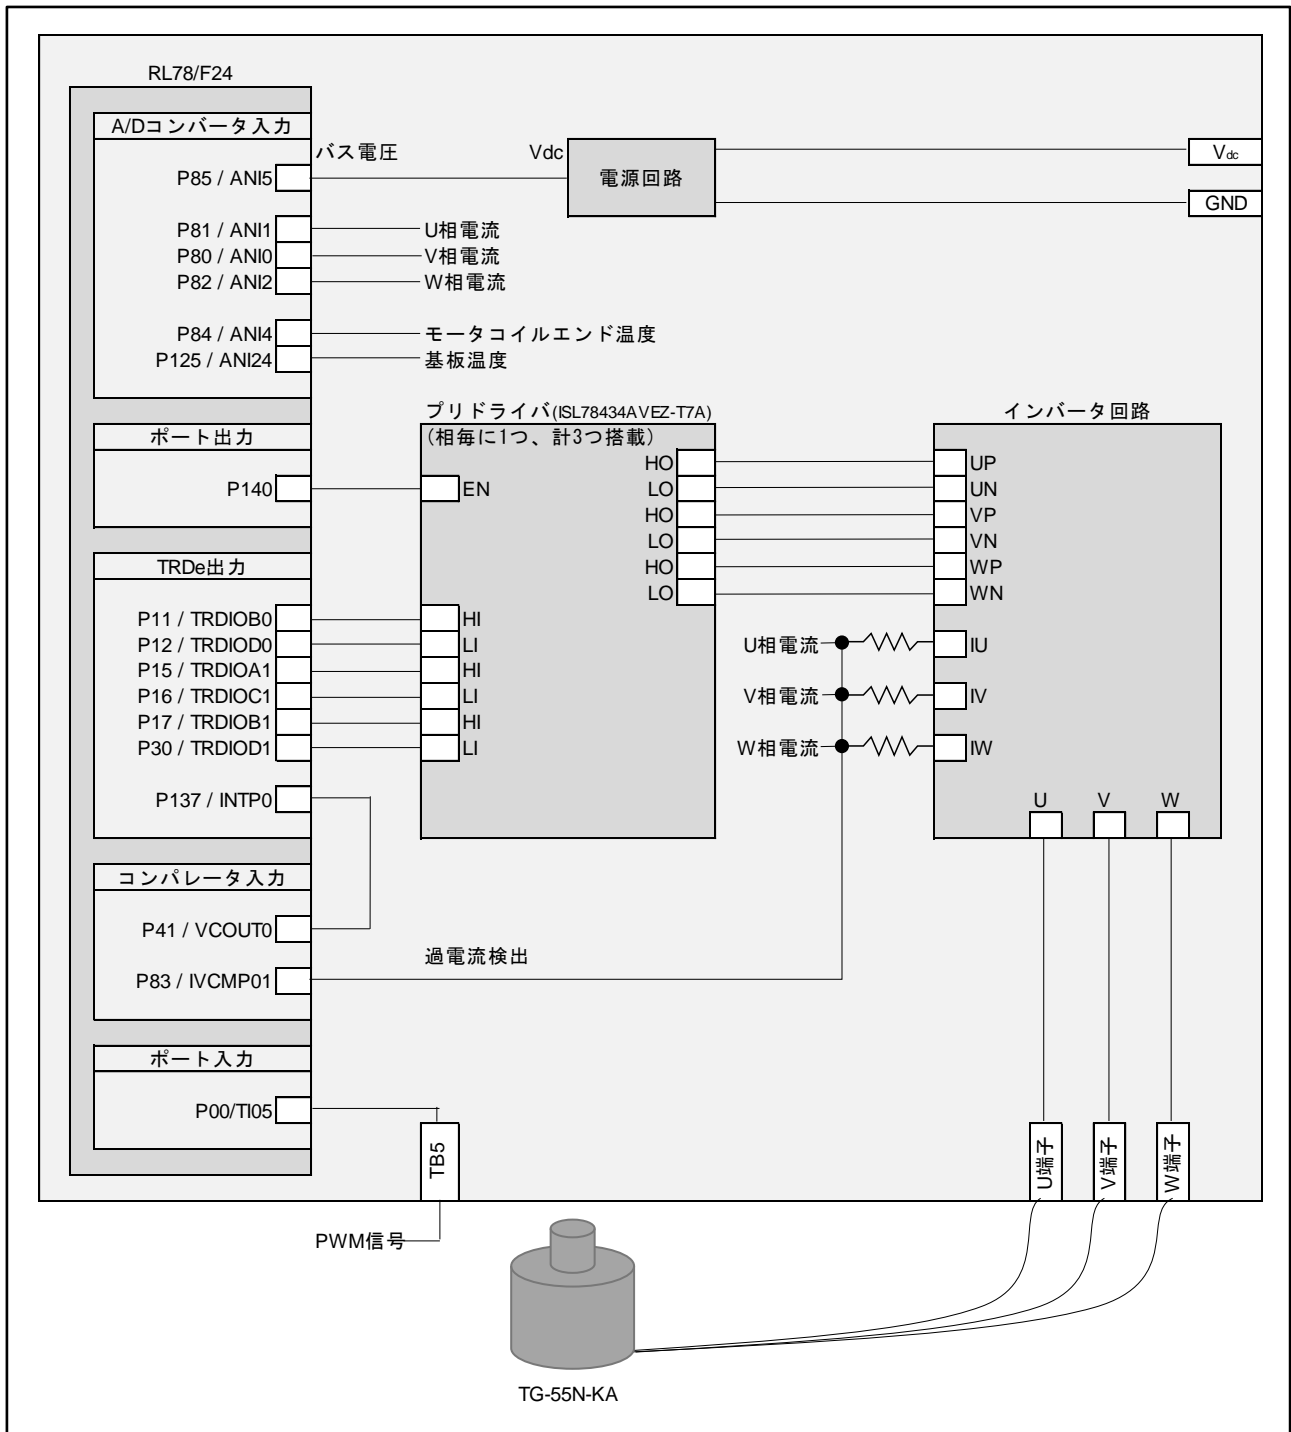 RL78/F24
A/Dコンバータ入力
バス電圧
Vdc
電源回路
Vdc
GND
P85 / ANI5
P81 / ANI1
U相電流
P80 / ANI0
V相電流
P82 / ANI2
W相電流
P84 / ANI4
モータコイルエンド温度
P125 / ANI24
基板温度
プリドライバ(ISL78434AVEZ-T7A)
(相毎に1つ、計3つ搭載)
インバータ回路
ポート出力
P140
EN
HO
LO
HO
LO
HO
LO
UP
UN
VP
VN
WP
WN
TRDe出力
P11 / TRDIOB0
HI
P12 / TRDIOD0
LI
P15 / TRDIOA1
HI
P16 / TRDIOC1
LI
P17 / TRDIOB1
HI
P30 / TRDIOD1
LI
U相電流
IU
V相電流
IV
W相電流
IW
P137 / INTP0
U
V
W
コンパレータ入力
P41 / VCOUT0
過電流検出
P83 / IVCMP01
ポート入力
P00/TI05
TB5
U端子
V端子
W端子
PWM信号
TG-55N-KA